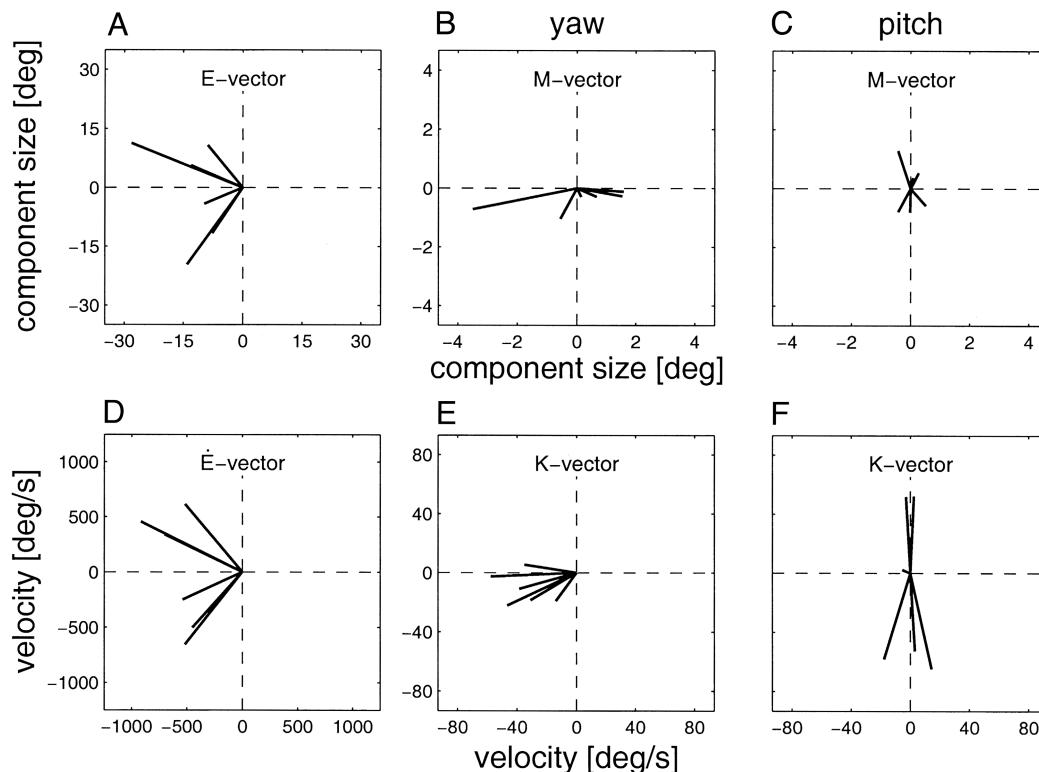 A
B
yaw
C
pitch
component size [deg]
E−vector
30
15
0
−15
−30
−30 −15 0 15 30
M−vector
4
2
0
−2
−4
−4 −2 0 2 4
M−vector
−4 −2 0 2 4
component size [deg]
D
E
F
velocity [deg/s]
Ė−vector
1000
500
0
−500
−1000
−1000 −500 0 500 1000
K−vector
80
40
0
−40
−80
−80 −40 0 40 80
K−vector
−80 −40 0 40 80
velocity [deg/s]